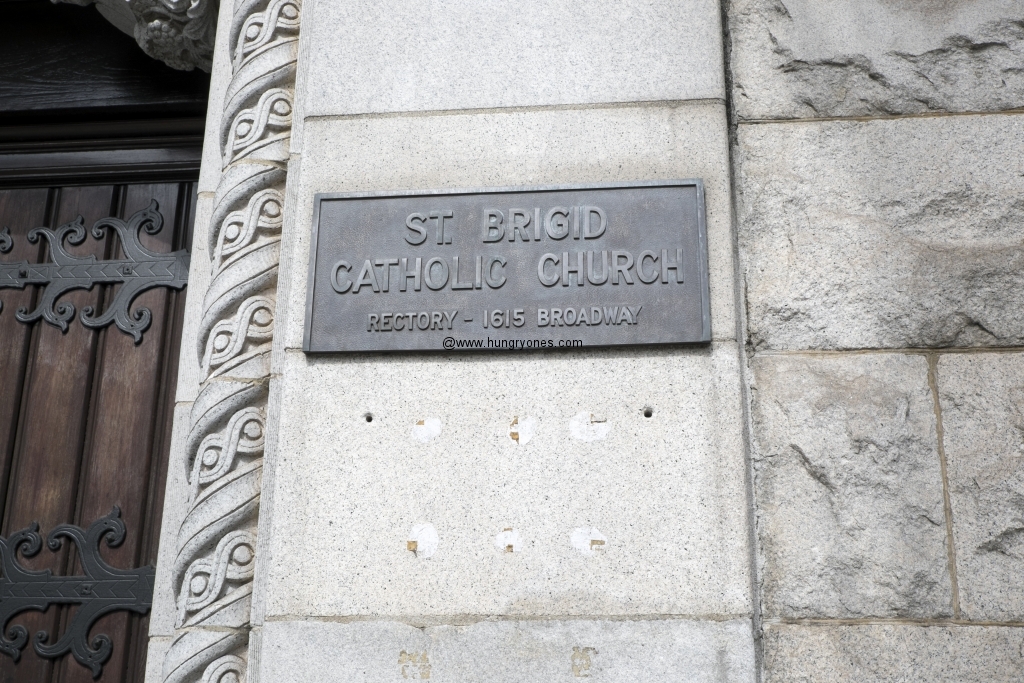 ST. BRIGID
CATHOLIC CHURCH
RECTORY - 1615 BROADWAY
@www.hungryones.com